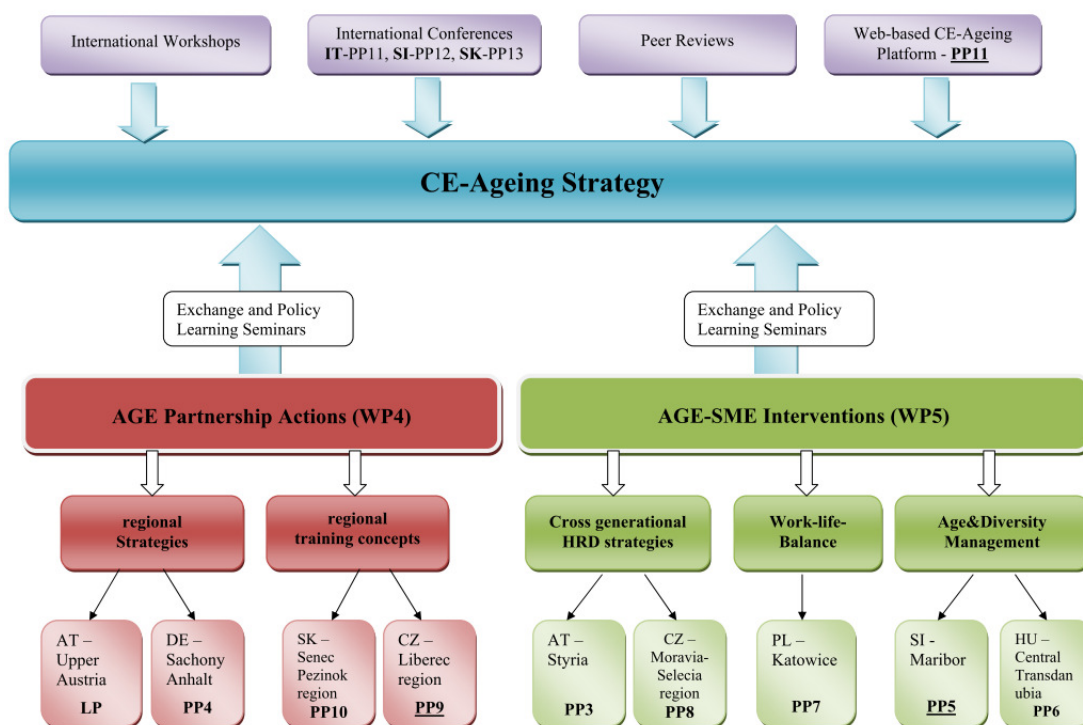 International Workshops
International Conferences
IT-PP11, SI-PP12, SK-PP13
Peer Reviews
Web-based CE-Ageing
Platform - PP11
CE-Ageing Strategy
Exchange and Policy
Learning Seminars
Exchange and Policy
Learning Seminars
AGE Partnership Actions (WP4)
AGE-SME Interventions (WP5)
regional
Strategies
regional
training concepts
Cross generational
HRD strategies
Work-life-
Balance
Age&Diversity
Management
AT –
Upper
Austria
LP
DE –
Sachony
Anhalt
PP4
SK –
Senec
Pezinok
region
PP10
CZ –
Liberec
region
PP9
AT –
Styria
PP3
CZ –
Moravia-
Selecia
region
PP8
PL –
Katowice
PP7
SI -
Maribor
PP5
HU –
Central
Transdan
ubia
PP6